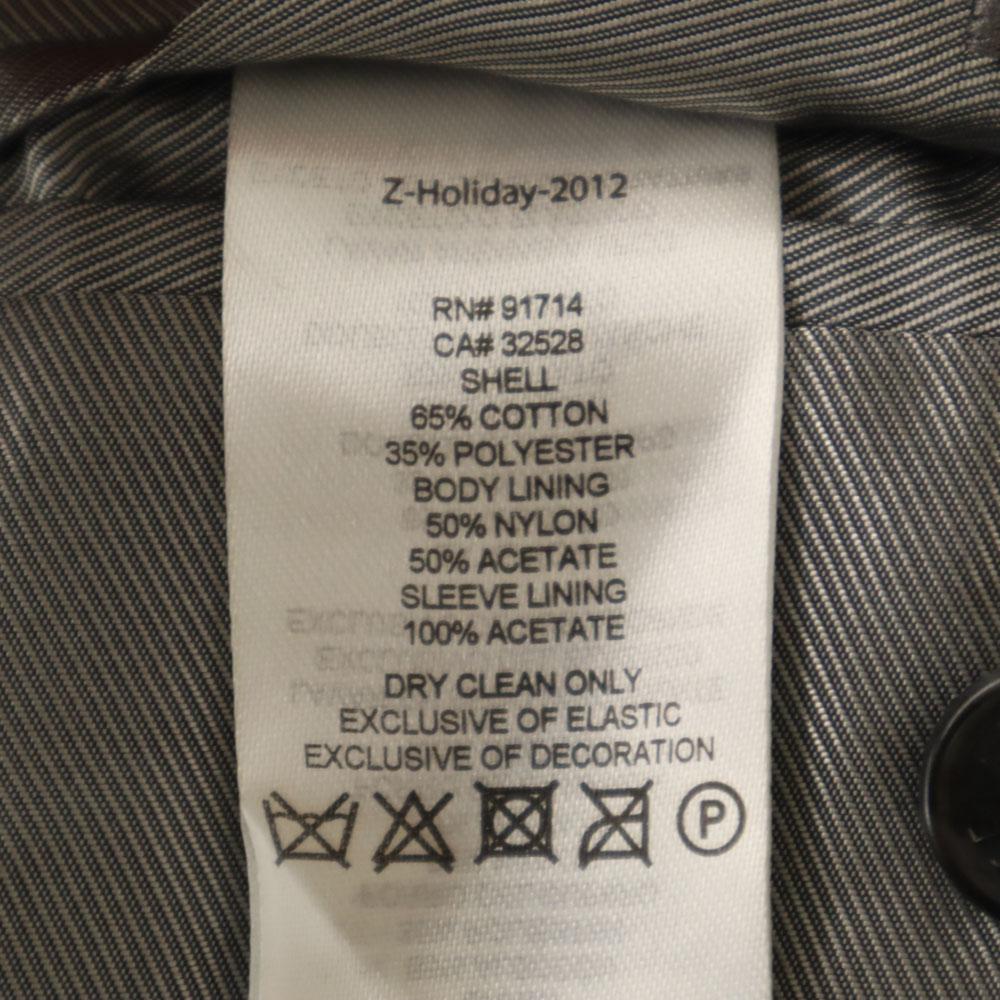 Z-Holiday-2012
RN# 91714
CA# 32528
SHELL
65% COTTON
35% POLYESTER
BODY LINING
50% NYLON
50% ACETATE
SLEEVE LINING
100% ACETATE
DRY CLEAN ONLY
EXCLUSIVE OF ELASTIC
EXCLUSIVE OF DECORATION
P